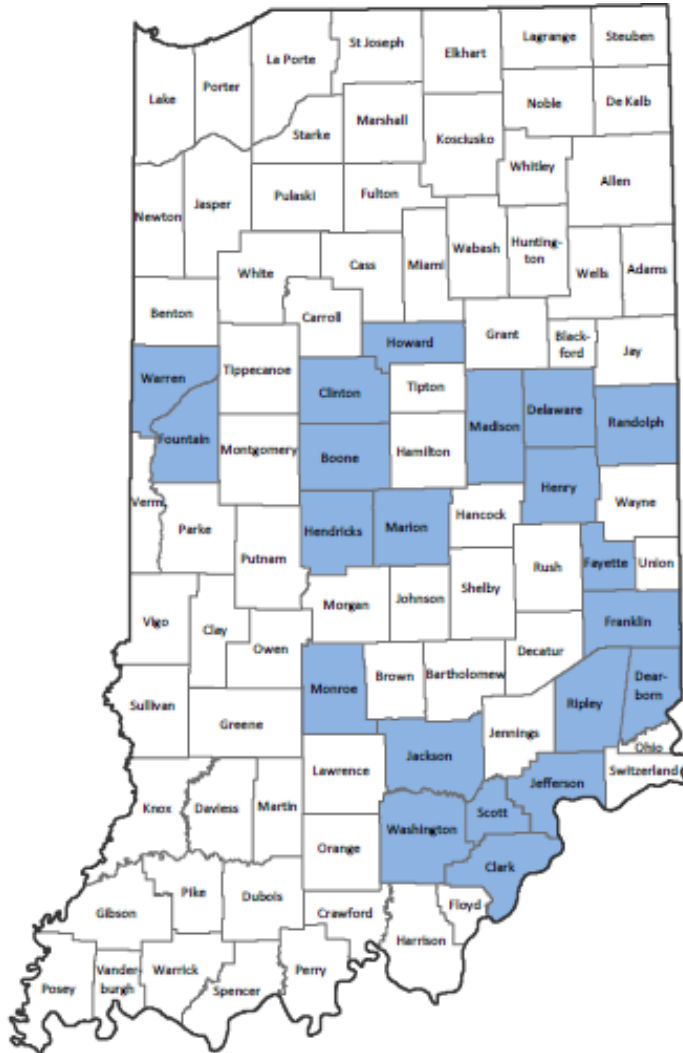 St Joseph
Lagrange
Steuben
Elkhart
La Porte
Porter
Lake
Noble
De Kalb
Marshall
Starke
Kosciusko
Whitley
Allen
Pulaski
Fulton
Jasper
Newton
Wabash
Hunting-
ton
Miami
Cass
White
Wells
Adams
Benton
Carroll
Grant
Black-
ford
Jay
Howard
Tippecanoe
Warren
Clinton
Tipton
Madison
Delaware
Randolph
Fountain
Montgomery
Boone
Hamilton
Henry
Verm
Parke
Hendricks
Marion
Hancock
Wayne
Putnam
Rush
Fayette
Union
Shelby
Morgan
Johnson
Vigo
Clay
Owen
Franklin
Decatur
Brown
Bartholomew
Monroe
Dear-
born
Sullivan
Greene
Ripley
Jennings
Ohio
Jackson
Lawrence
Switzerland
Jefferson
Knox
Daviess
Martin
Scott
Washington
Orange
Clark
Pike
Dubois
Gibson
Crawford
Floyd
Harrison
Posey
Vander
burgh
Warrick
Spencer
Perry